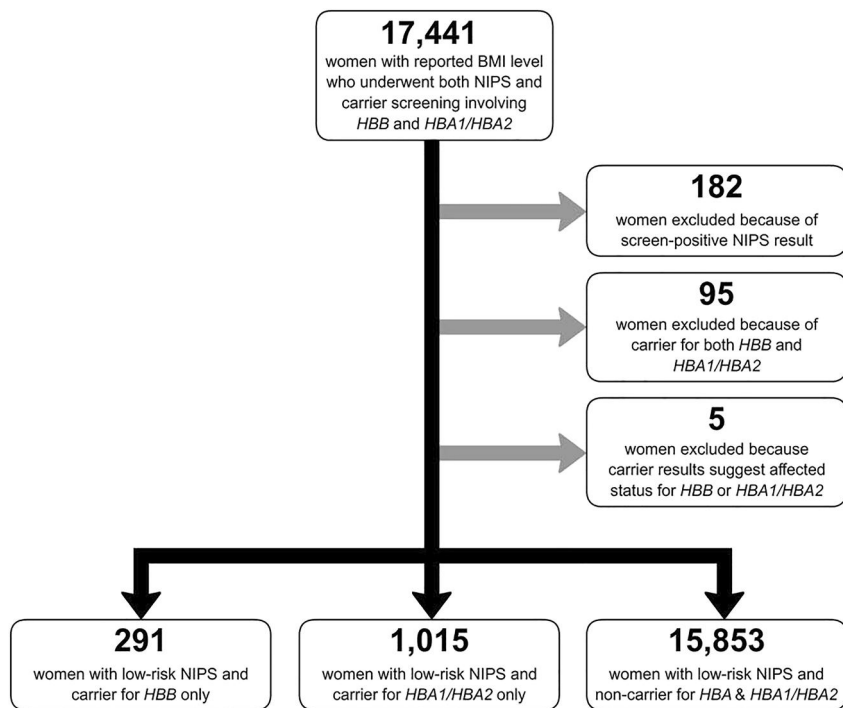 17,441
women with reported BMI level
who underwent both NIPS and
carrier screening involving
HBB and HBA1/HBA2
182
women excluded because of
screen-positive NIPS result
95
women excluded because of
carrier for both HBB and
HBA1/HBA2
5
women excluded because
carrier results suggest affected
status for HBB or HBA1/HBA2
291
women with low-risk NIPS and
carrier for HBB only
1,015
women with low-risk NIPS and
carrier for HBA1/HBA2 only
15,853
women with low-risk NIPS and
non-carrier for HBA & HBA1/HBA2